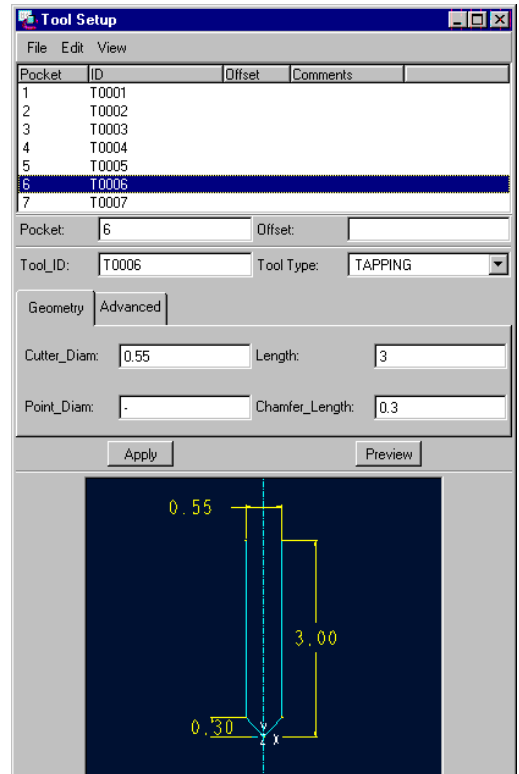 Tool Setup
File Edit View
Pocket ID Offset Comments
1 T0001
2 T0002
3 T0003
4 T0004
5 T0005
6 T0006
7 T0007
Pocket: 6 Offset:
Tool_ID: T0006 Tool Type: TAPPING
Geometry Advanced
Cutter_Diam: 0.55 Length: 3
Point_Diam: - Chamfer_Length: 0.3
Apply Preview
0.55
3.00
0.30
Y
Z X